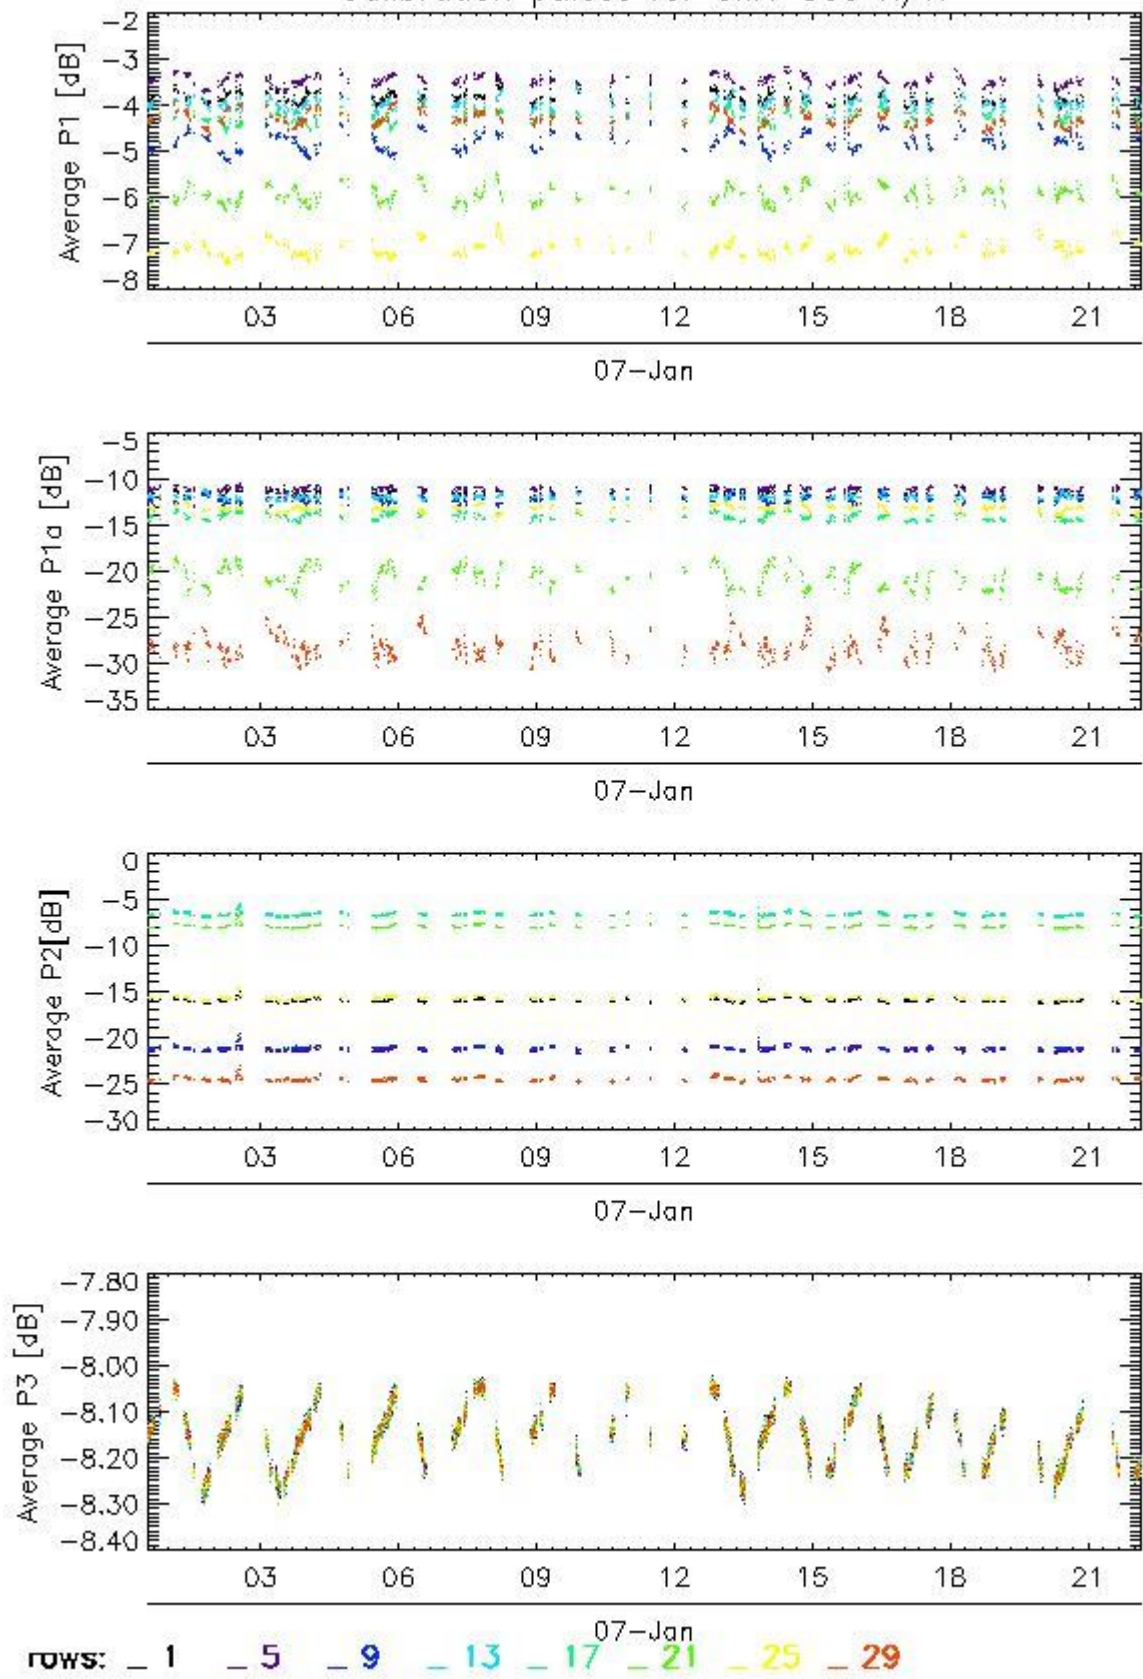 −2
−3
−4
−5
−6
−7
−8
Average P1 [dB]
03 06 09 12 15 18 21
07−Jan
−5
−10
−15
−20
−25
−30
−35
Average P1a [dB]
03 06 09 12 15 18 21
07−Jan
0
−5
−10
−15
−20
−25
−30
Average P2[dB]
03 06 09 12 15 18 21
07−Jan
−7.80
−7.90
−8.00
−8.10
−8.20
−8.30
−8.40
Average P3 [dB]
03 06 09 12 15 18 21
07−Jan
rows: _ 1 _ 5 _ 9 _ 13 _ 17 _ 21 _ 25 _ 29